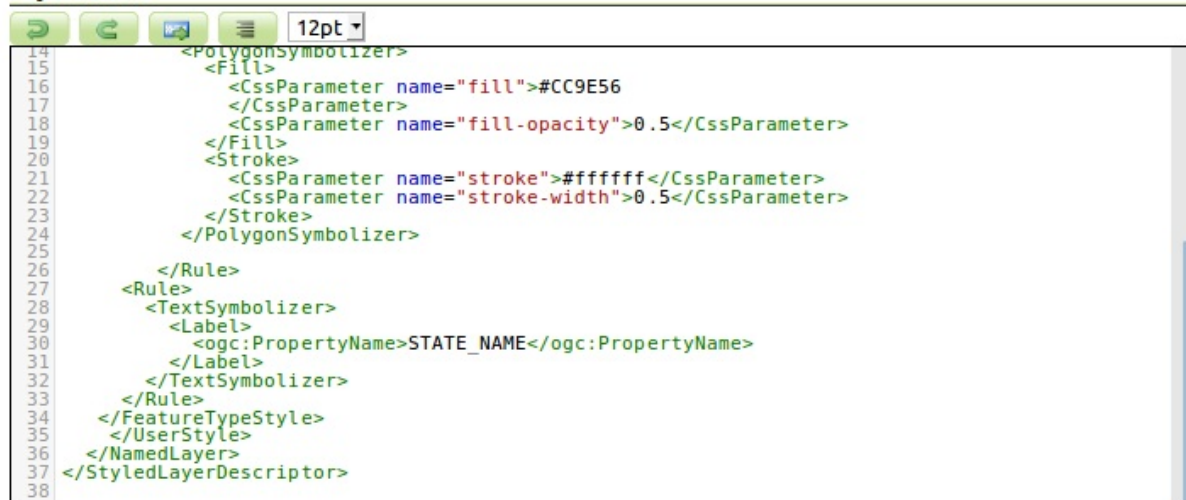 12pt
14 <PolygonSymbolizer>
15 <Fill>
16 <CssParameter name="fill">#CC9E56
17 </CssParameter>
18 <CssParameter name="fill-opacity">0.5</CssParameter>
19 </Fill>
20 <Stroke>
21 <CssParameter name="stroke">#ffffff</CssParameter>
22 <CssParameter name="stroke-width">0.5</CssParameter>
23 </Stroke>
24 </PolygonSymbolizer>
25
26 </Rule>
27 <Rule>
28 <TextSymbolizer>
29 <Label>
30 <ogc:PropertyName>STATE_NAME</ogc:PropertyName>
31 </Label>
32 </TextSymbolizer>
33 </Rule>
34 </FeatureTypeStyle>
35 </UserStyle>
36 </NamedLayer>
37 </StyledLayerDescriptor>
38